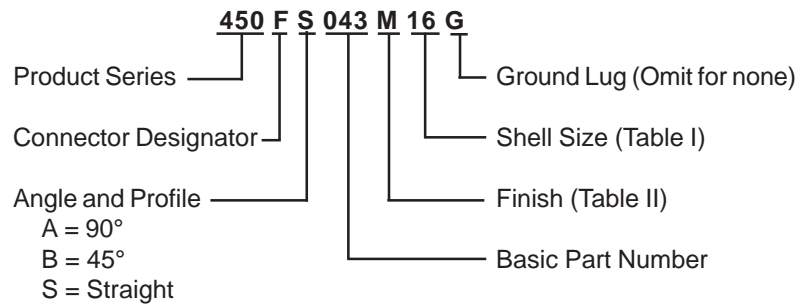 450 F S 043 M 16 G
Product Series
Connector Designator
Angle and Profile
A = 90°
B = 45°
S = Straight
Ground Lug (Omit for none)
Shell Size (Table I)
Finish (Table II)
Basic Part Number